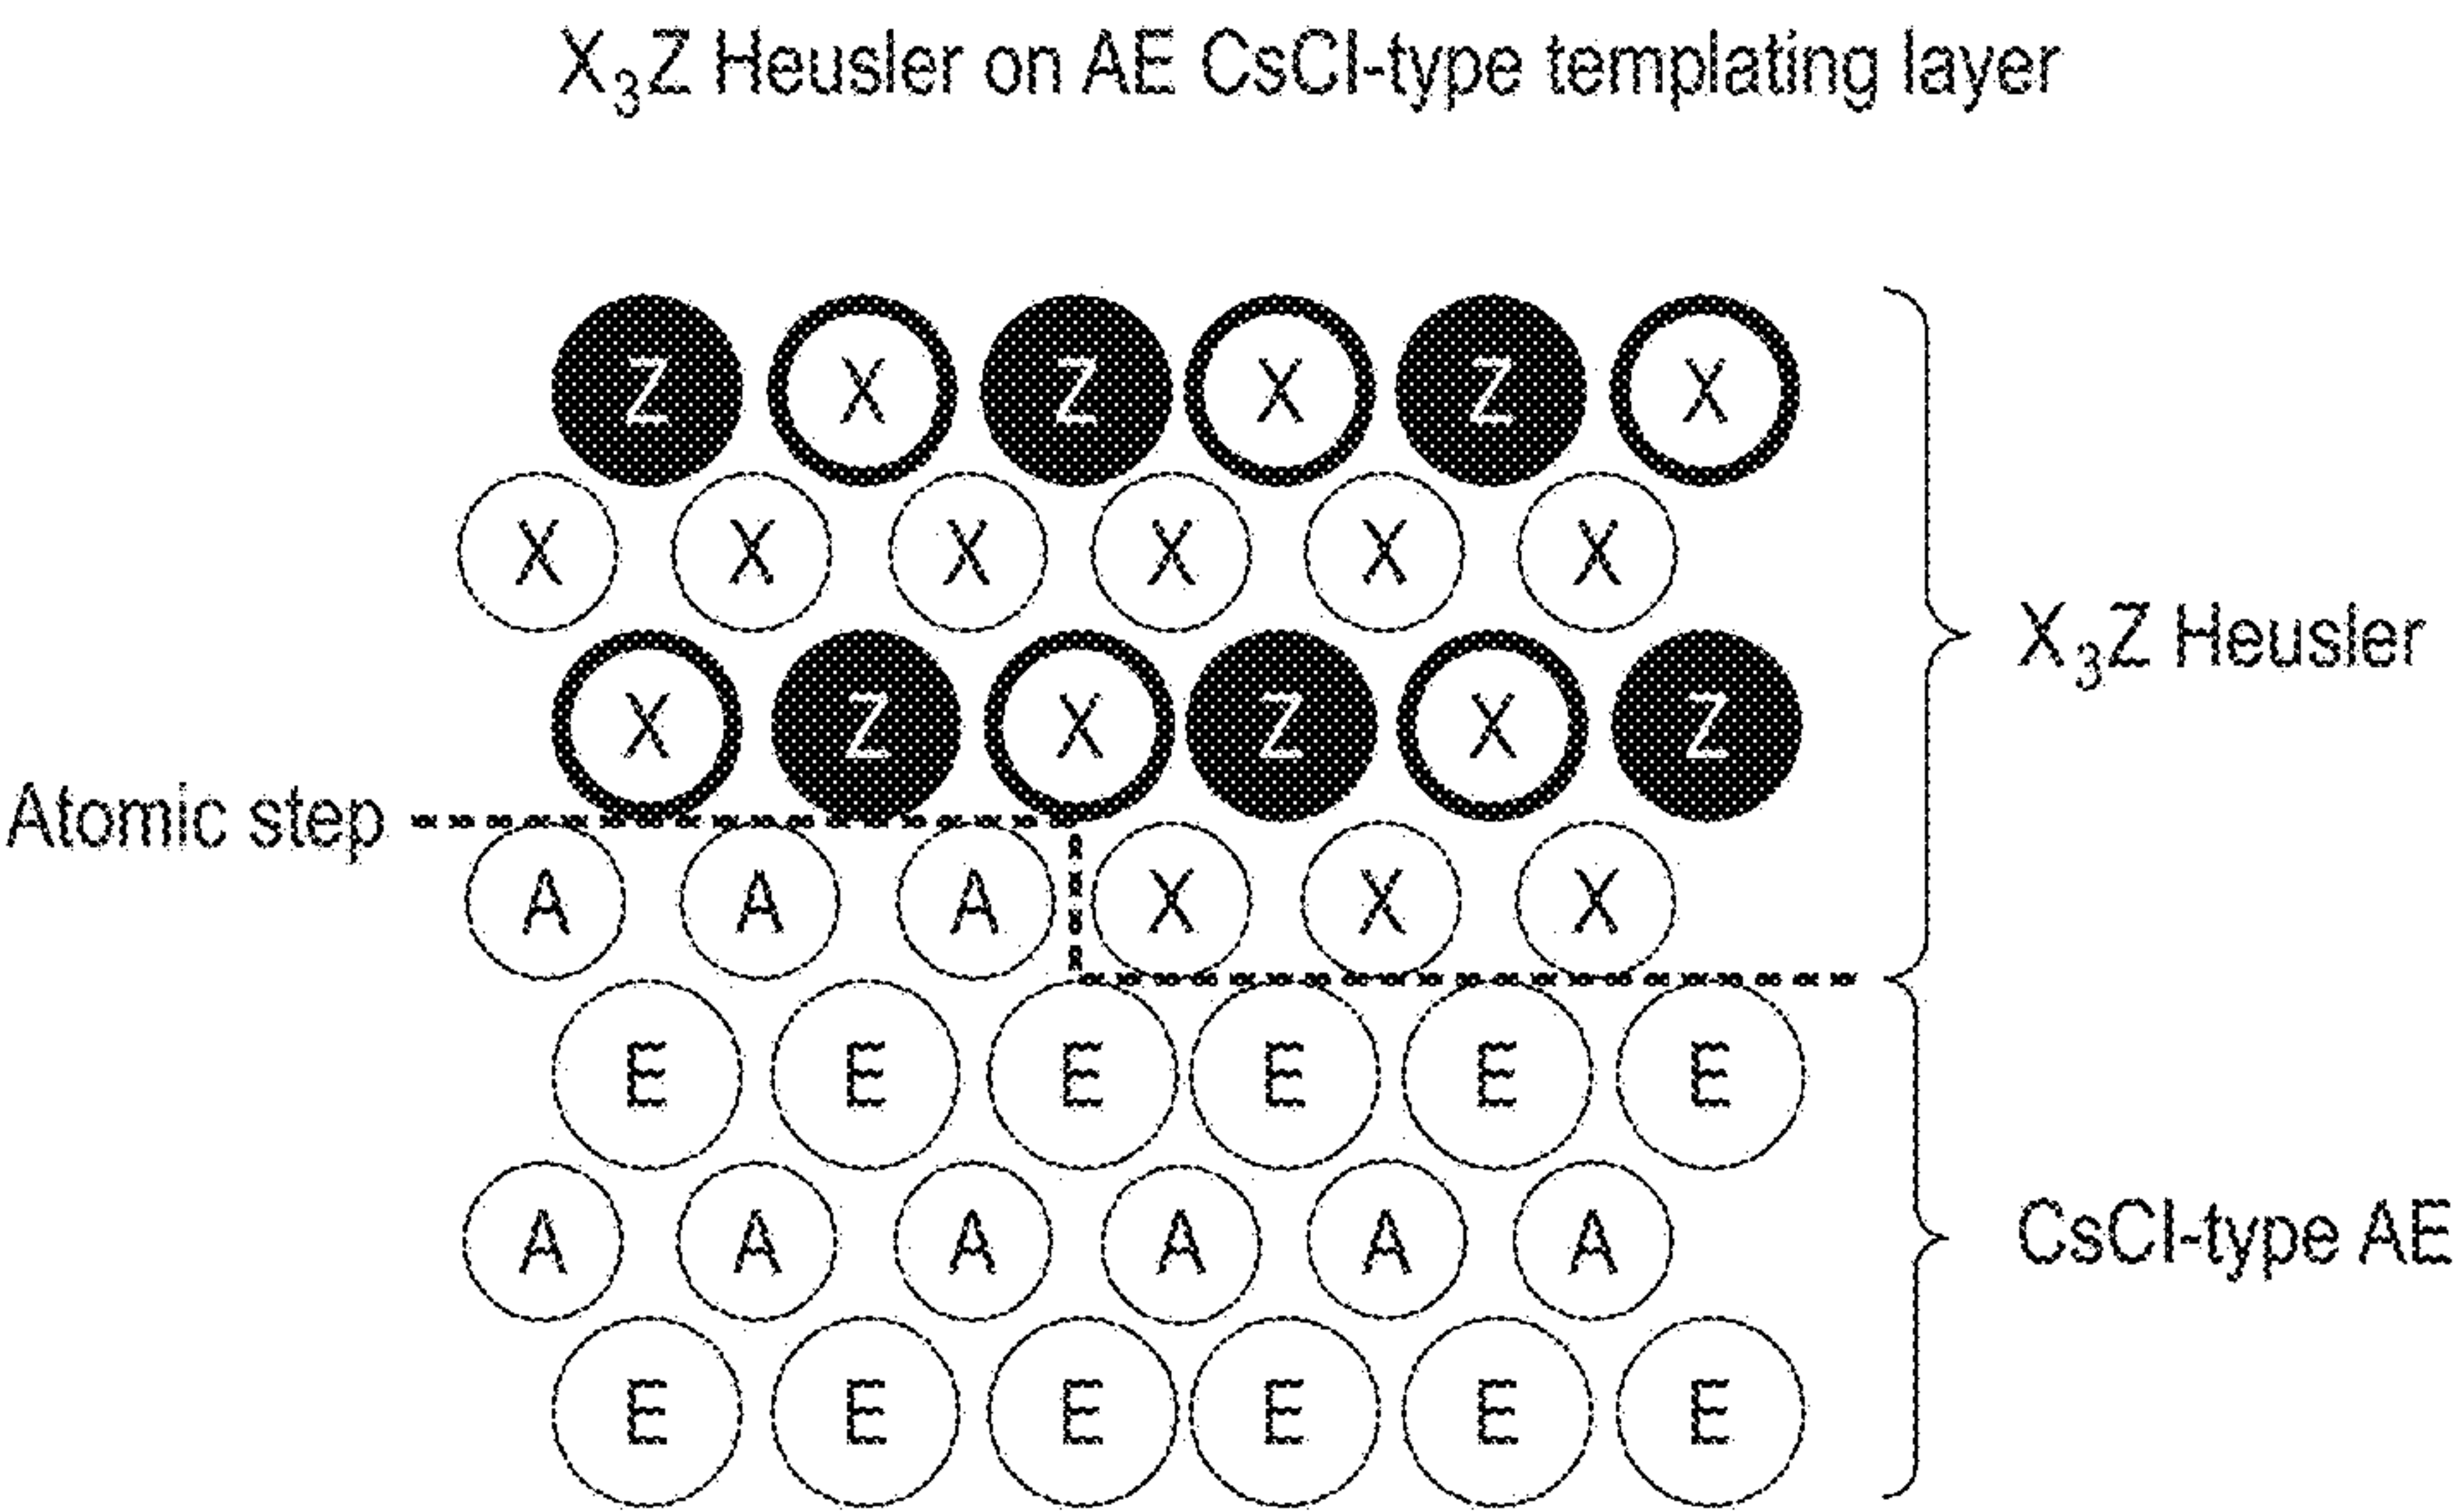 X₃Z Heusler on AE CsCl-type templating layer
Z X Z X Z X
X X X X X X
X₃Z Heusler
X Z X Z X Z
Atomic step
A A A X X X
E E E E E E
A A A A A A
CsCl-type AE
E E E E E E